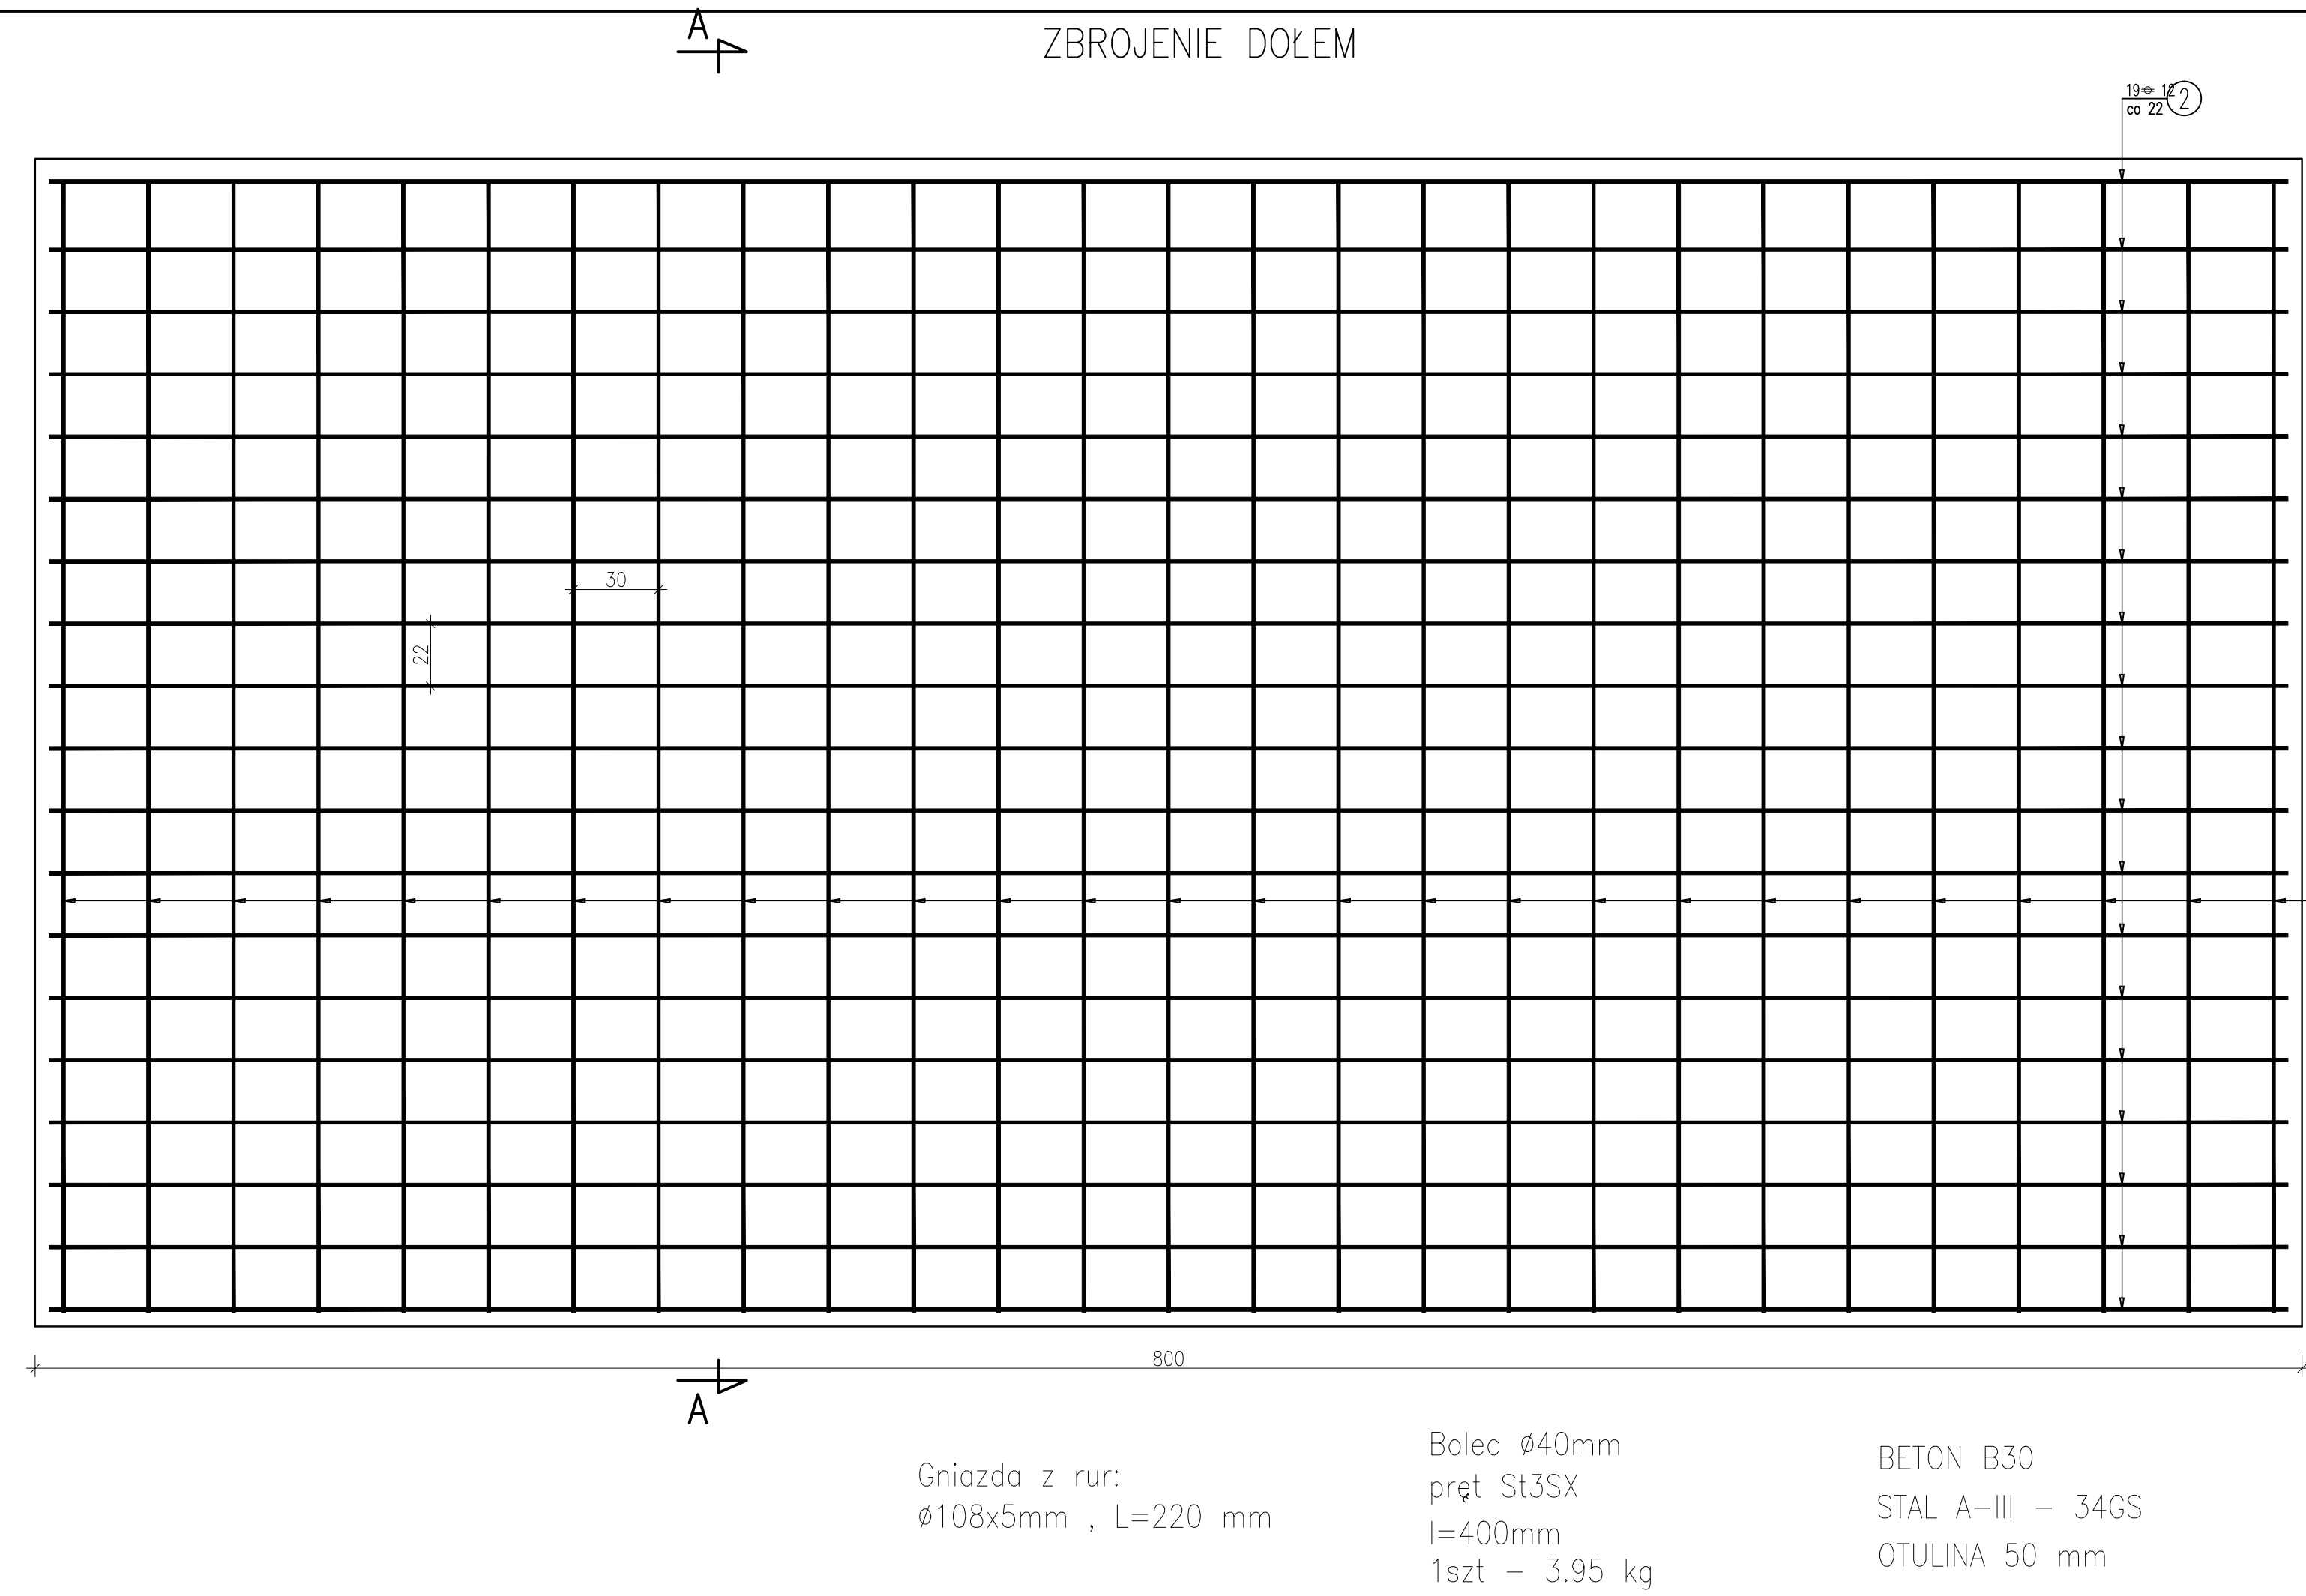 A
ZBROJENIE DOŁEM
19 12
co 22
2
30
22
800
A
Gniazda z rur:
ø108x5mm , L=220 mm
Bolec ø40mm
pręt St3SX
l=400mm
1szt – 3.95 kg
BETON B30
STAL A–III – 34GS
OTULINA 50 mm